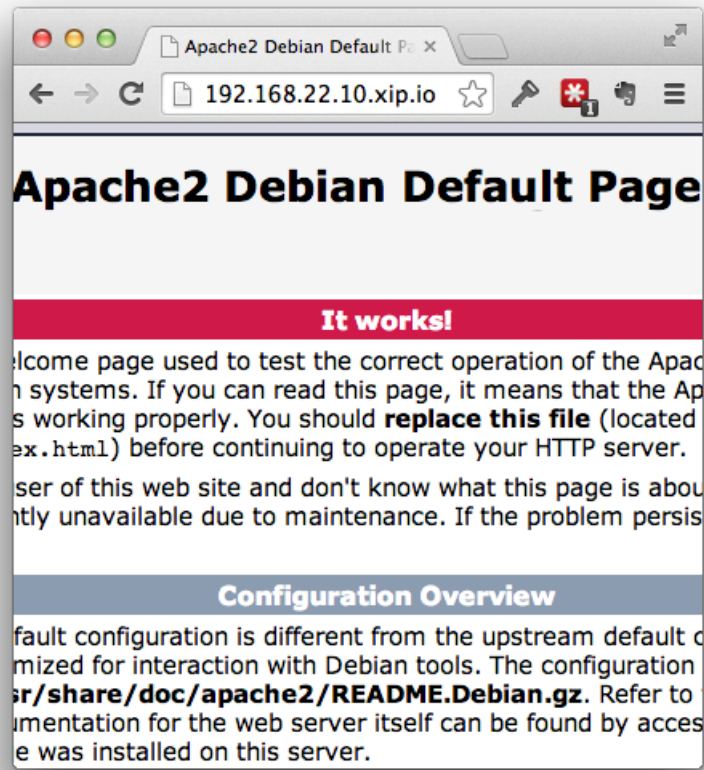 Apache2 Debian Default Pa
192.168.22.10.xip.io
1
Apache2 Debian Default Page
It works!
elcome page used to test the correct operation of the Apac
n systems. If you can read this page, it means that the Ap
s working properly. You should replace this file (located
ex.html) before continuing to operate your HTTP server.
ser of this web site and don't know what this page is abou
ntly unavailable due to maintenance. If the problem persis
Configuration Overview
fault configuration is different from the upstream default c
mized for interaction with Debian tools. The configuration
sr/share/doc/apache2/README.Debian.gz. Refer to
umentation for the web server itself can be found by acces
e was installed on this server.